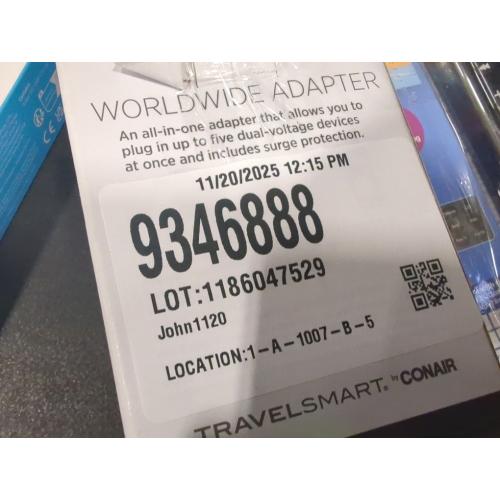 WORLDWIDE ADAPTER
An all-in-one adapter that allows you to
plug in up to five dual-voltage devices
at once and includes surge protection.
11/20/2025 12:15 PM
9346888
LOT:1186047529
John1120
LOCATION:1-A-1007-B-5
TRAVELSMART® by CONAIR